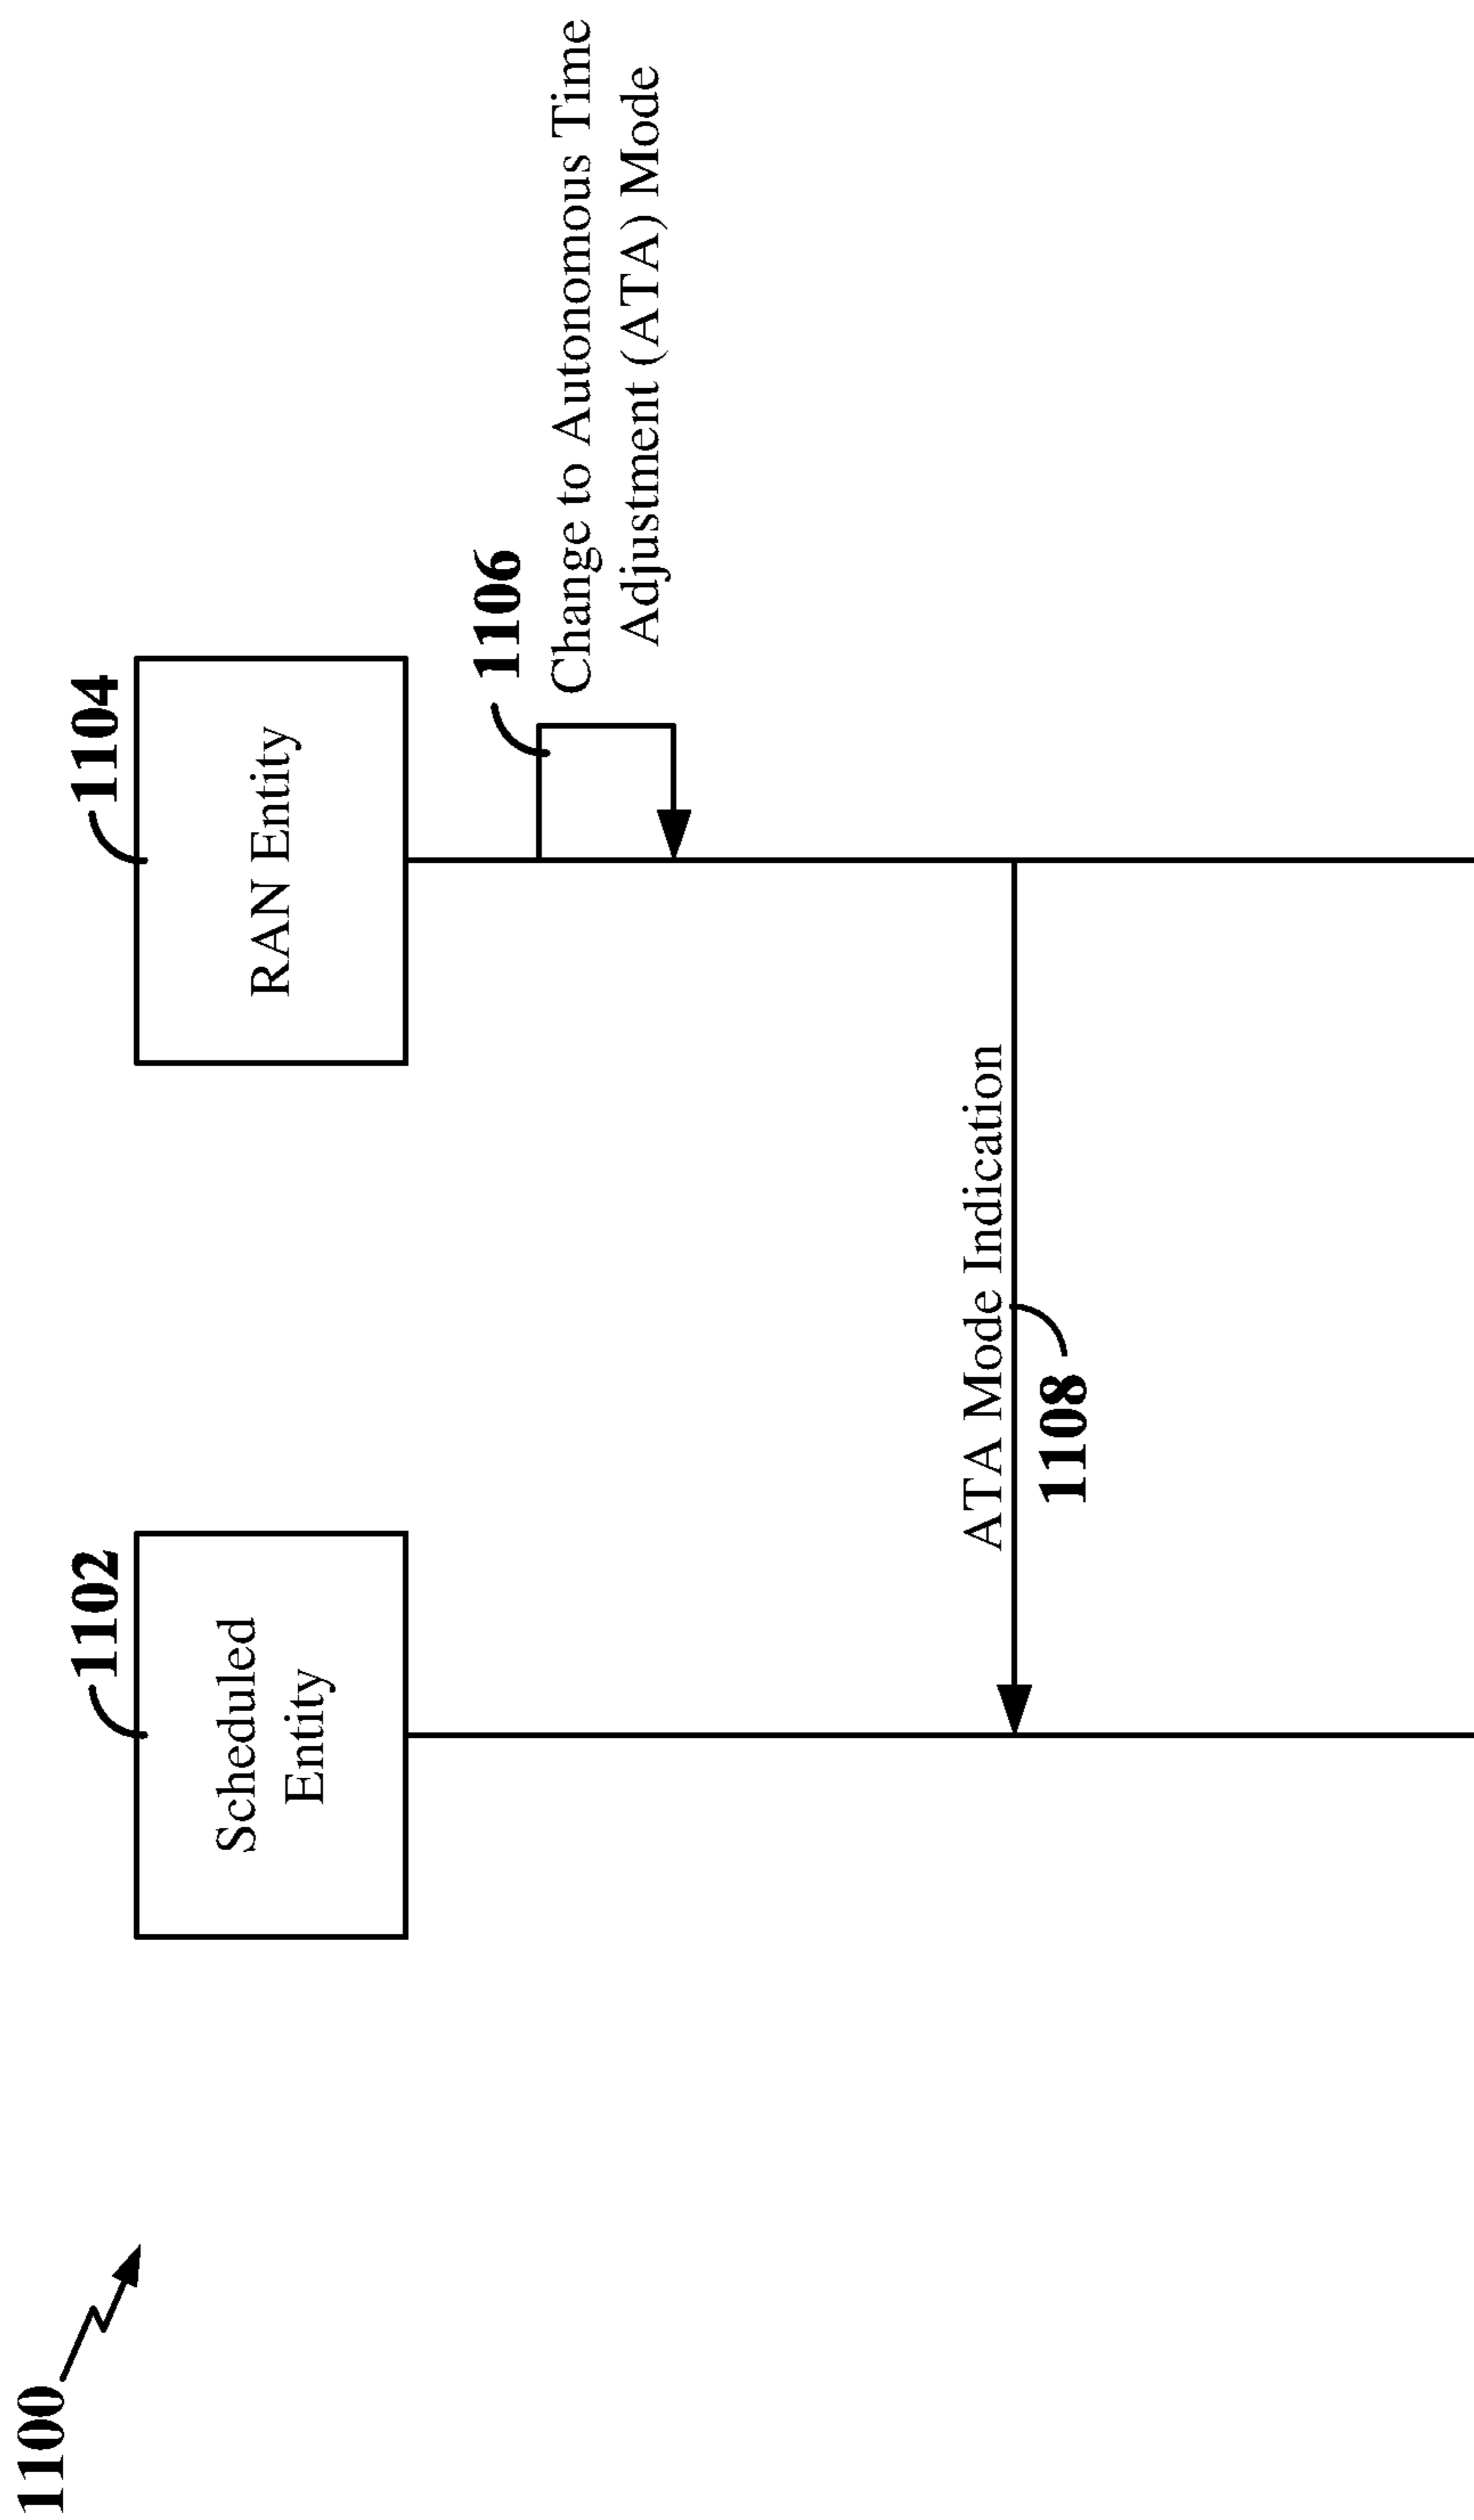 1100
1102
Scheduled
Entity
1104
RAN Entity
1106
Change to Autonomous Time
Adjustment (ATA) Mode
ATA Mode Indication
1108